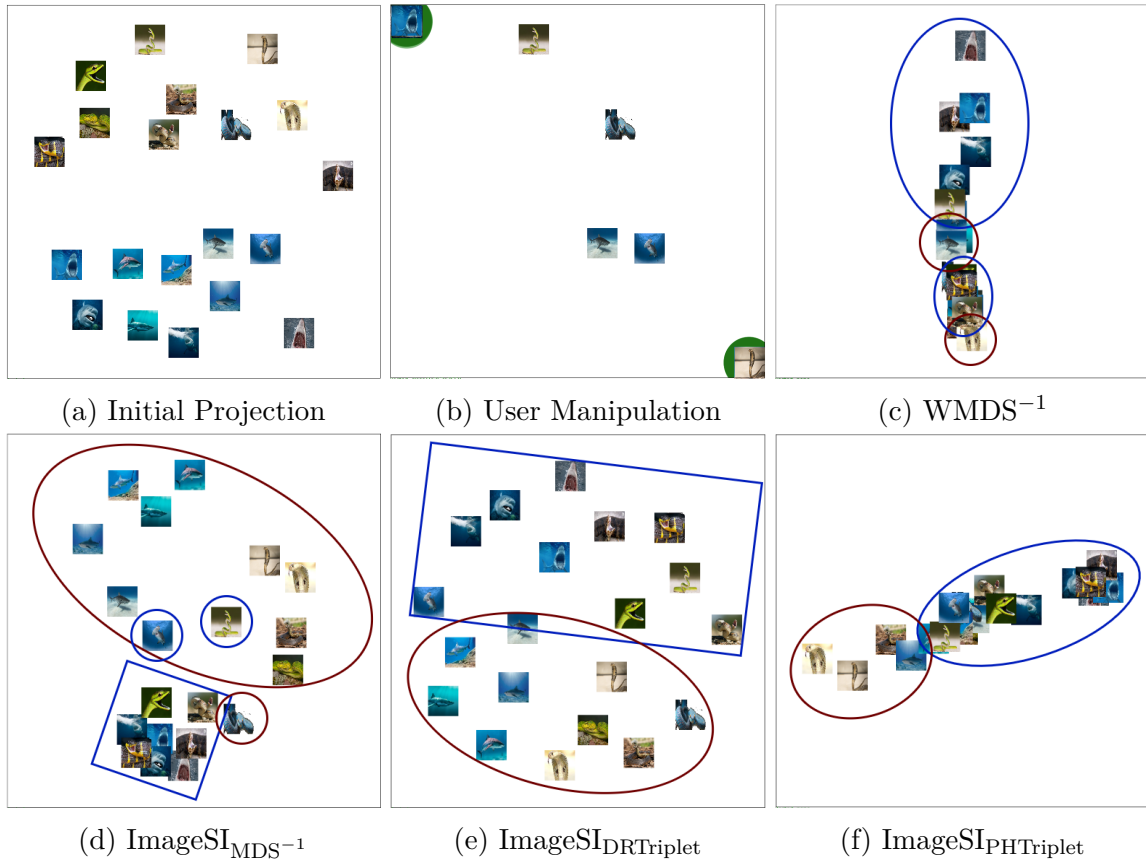 (a) Initial Projection
(b) User Manipulation
(c) WMDS⁻¹
(d) ImageSI_MDS⁻¹
(e) ImageSI_DRTriplet
(f) ImageSI_PHTriplet